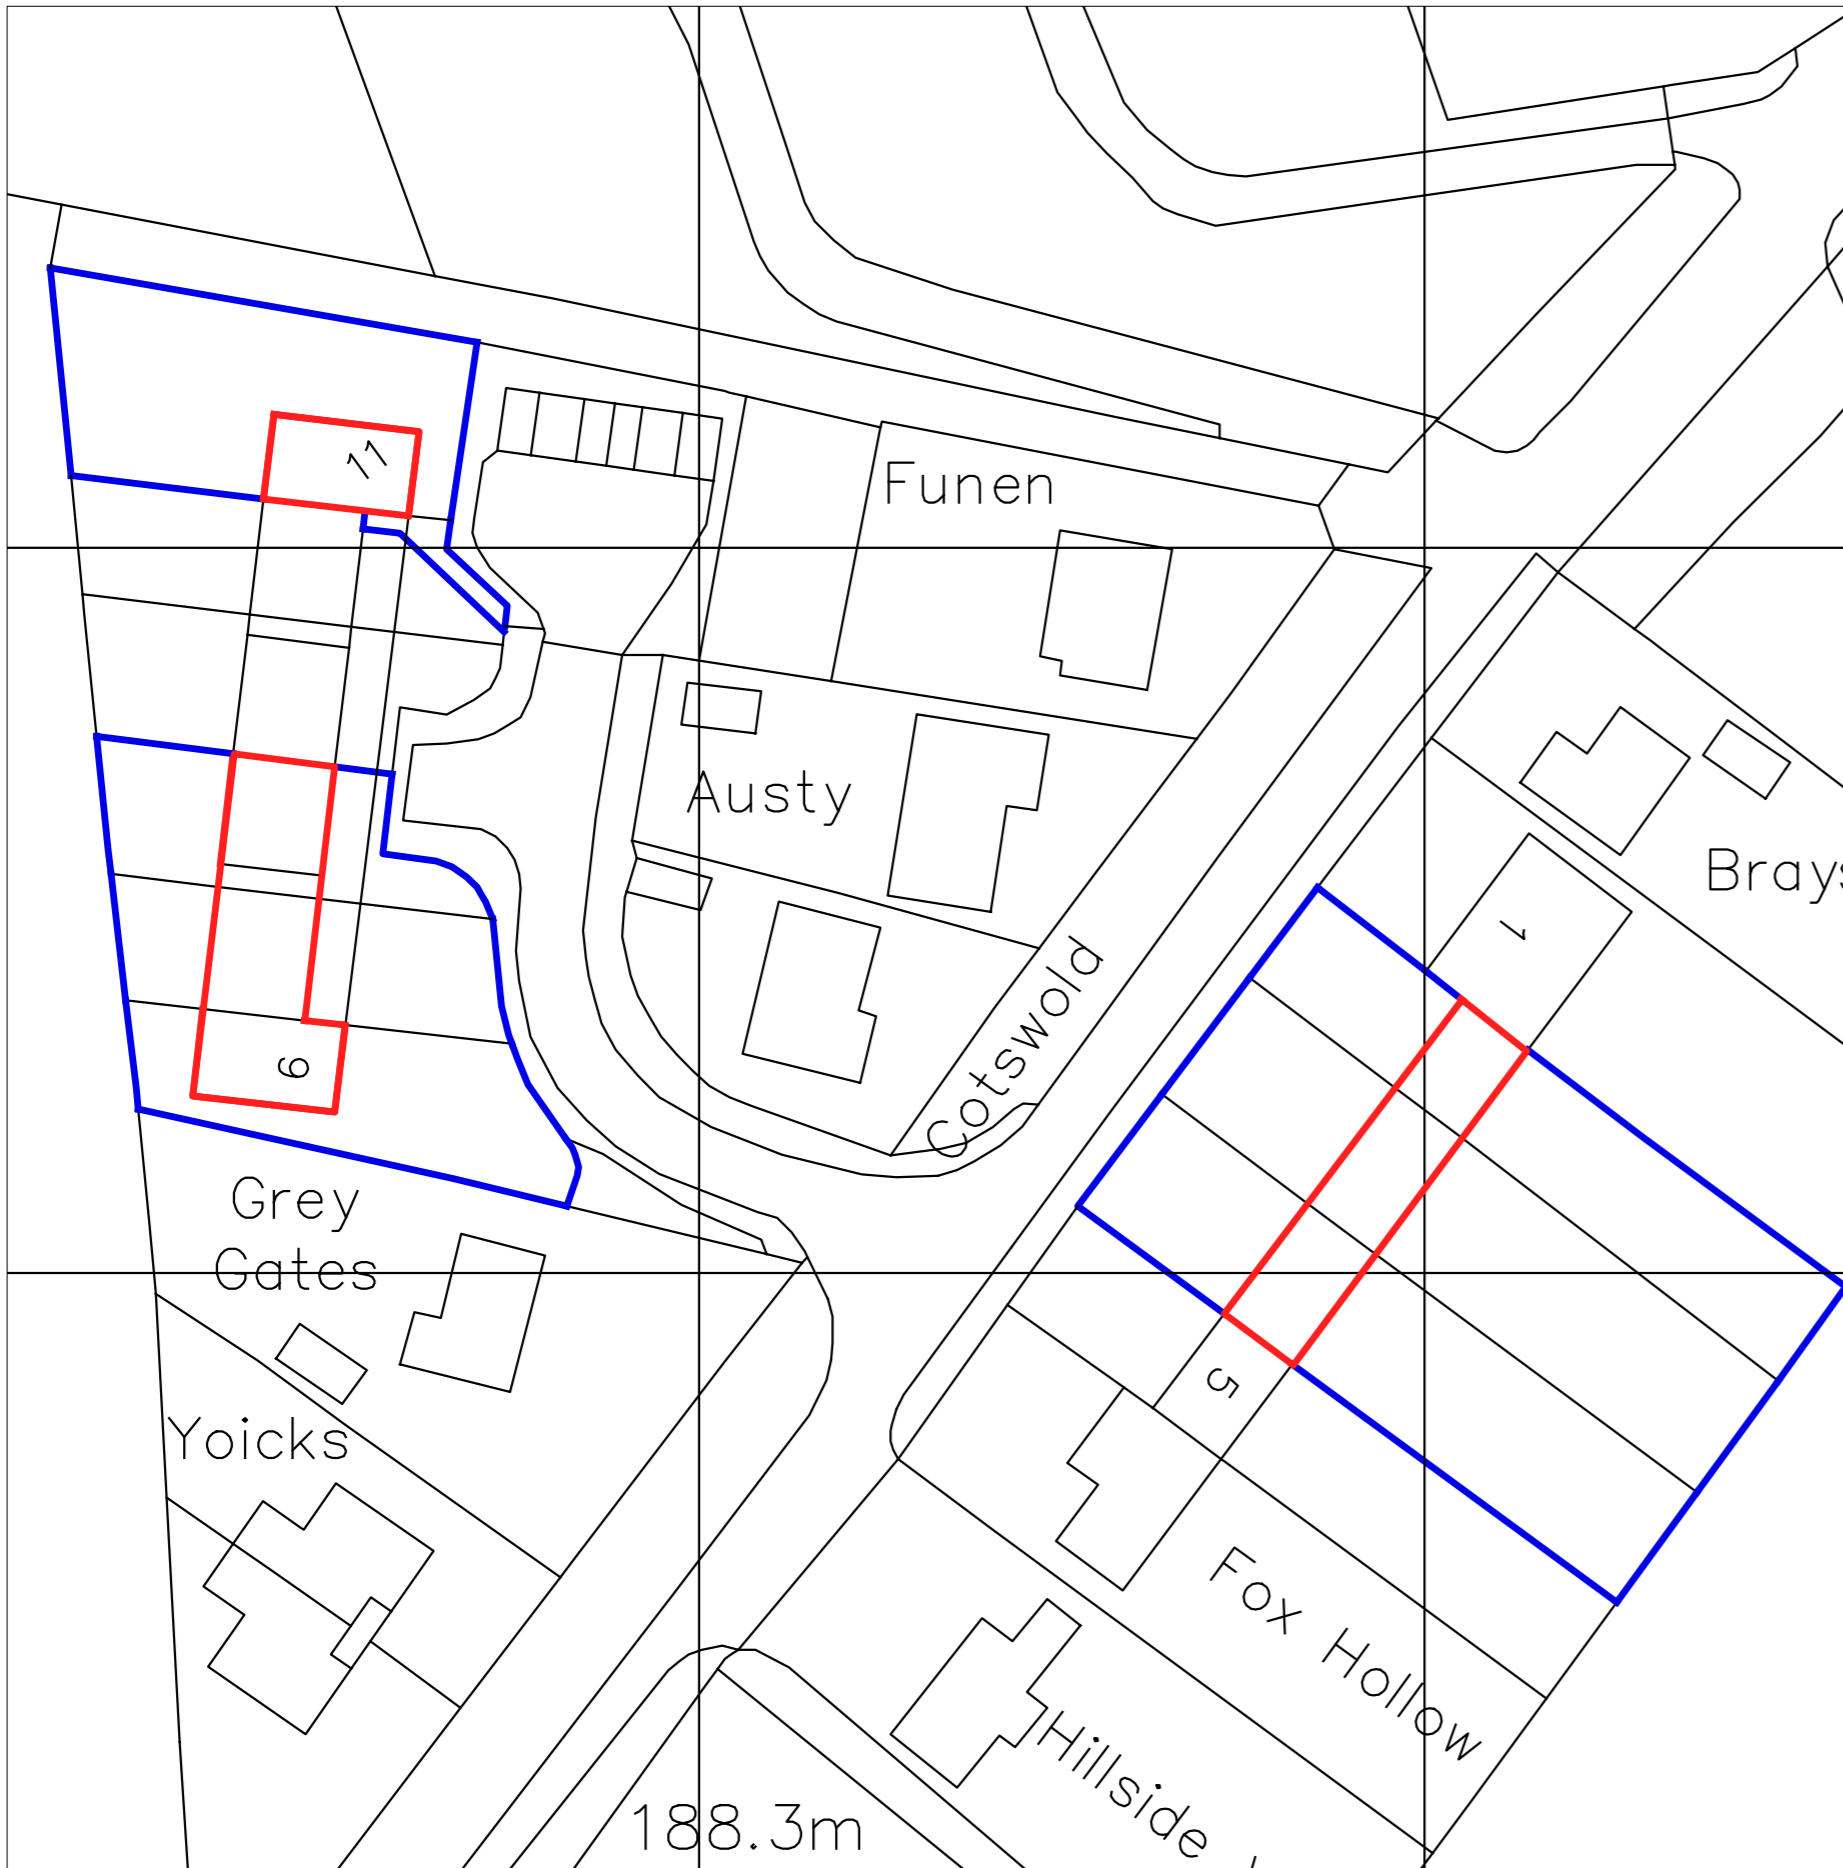 11
Funen
Austy
Brays
1
Cotswold
6
Grey
Gates
5
Yoicks
Fox Hollow
Hillside
188.3m